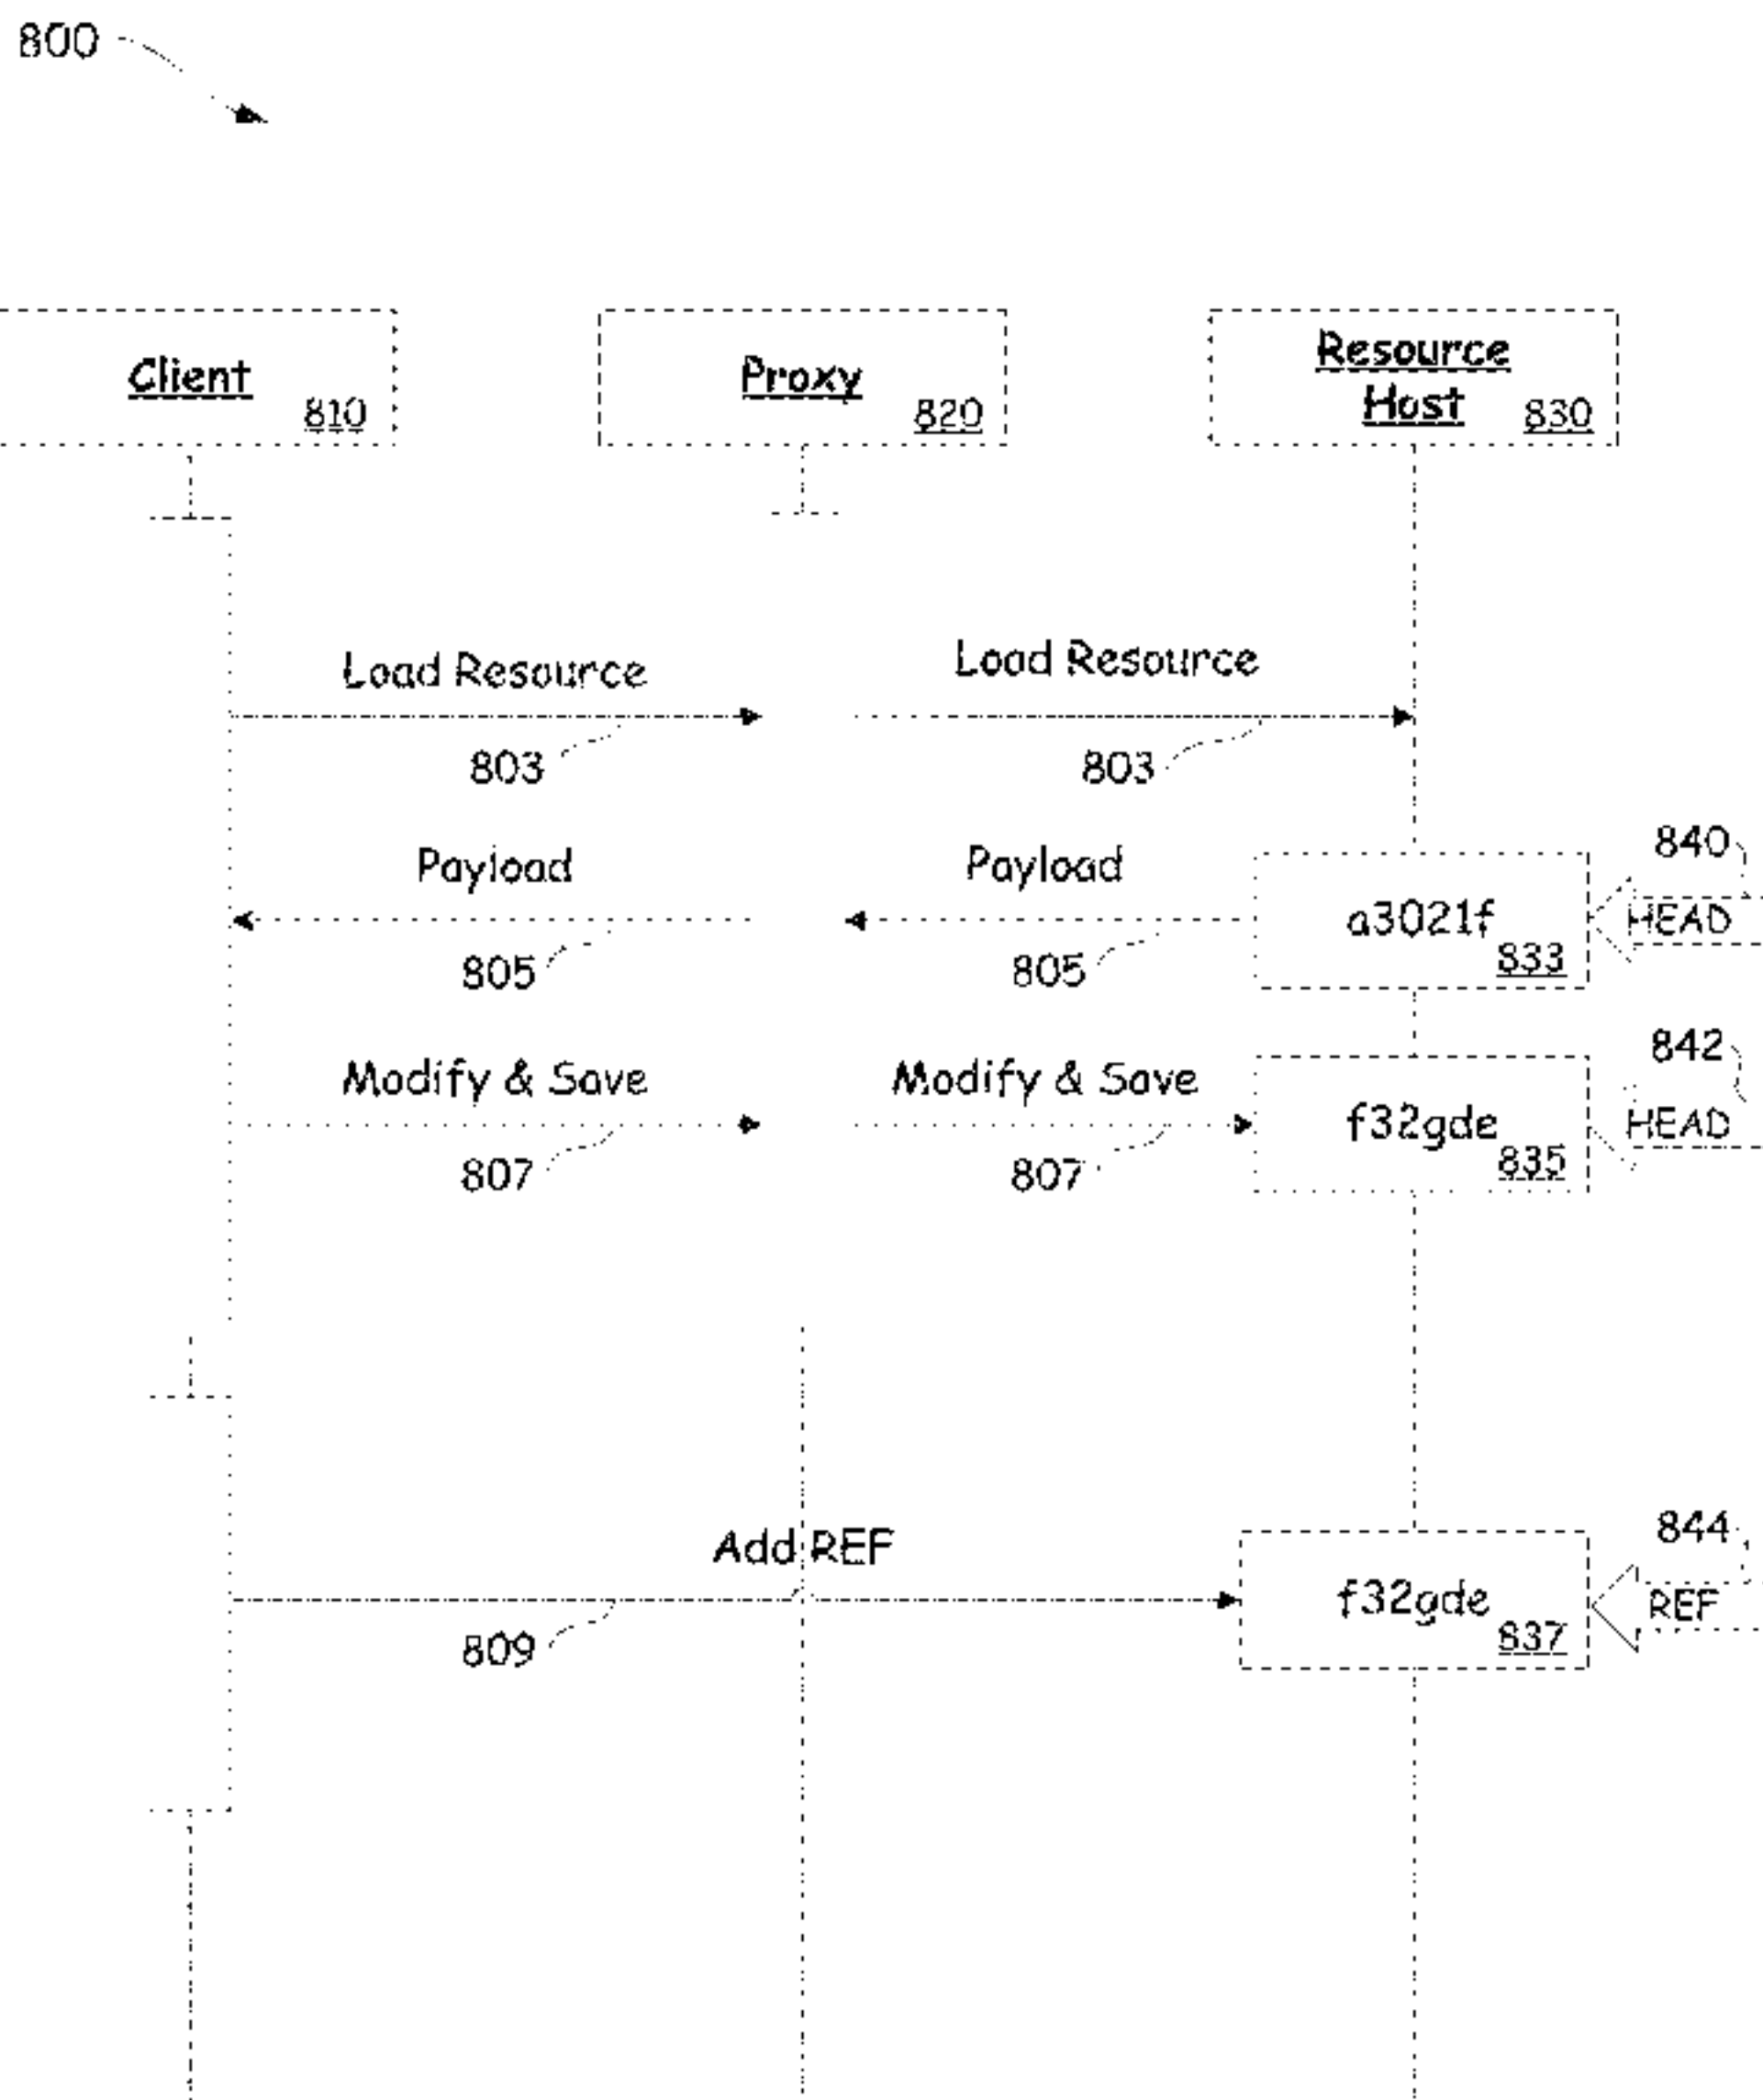 800
Client
810
Proxy
820
Resource
Host
830
Load Resource
Load Resource
803
803
840
Payload
Payload
a3021f
HEAD
833
805
805
842
Modify & Save
Modify & Save
f32gde
HEAD
835
807
807
844
Add REF
f32gde
REF
837
809